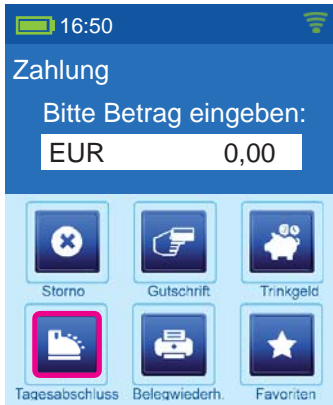 16:50
Zahlung
Bitte Betrag eingeben:
EUR 0,00
Storno Gutschrift Trinkgeld
Tagesabschluss Belegwiederh. Favoriten